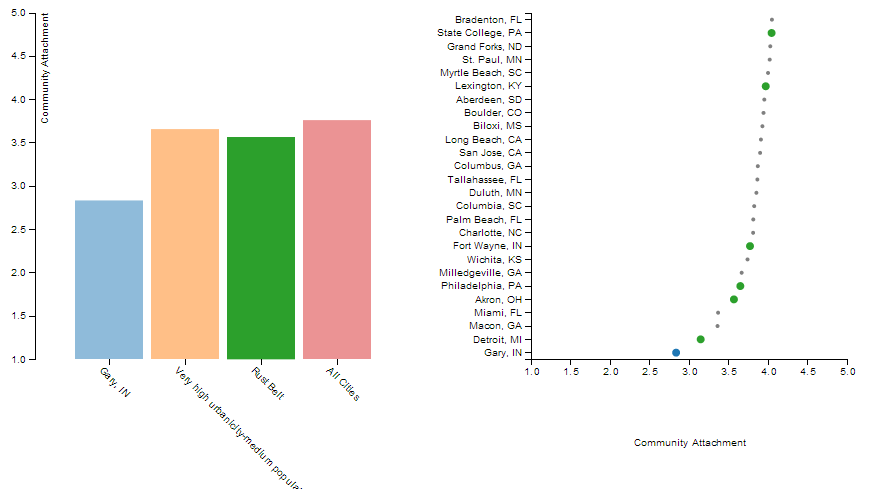 5.0
4.5
4.0
3.5
3.0
2.5
2.0
1.5
1.0
Community Attachment
Gary, IN
Very high urbanicity-medium
Rust Belt
All Cities
Bradenton, FL
State College, PA
Grand Forks, ND
St. Paul, MN
Myrtle Beach, SC
Lexington, KY
Aberdeen, SD
Boulder, CO
Biloxi, MS
Long Beach, CA
San Jose, CA
Columbus, GA
Tallahassee, FL
Duluth, MN
Columbia, SC
Palm Beach, FL
Charlotte, NC
Fort Wayne, IN
Wichita, KS
Milledgeville, GA
Philadelphia, PA
Akron, OH
Miami, FL
Macon, GA
Detroit, MI
Gary, IN
1.0 1.5 2.0 2.5 3.0 3.5 4.0 4.5 5.0
Community Attachment